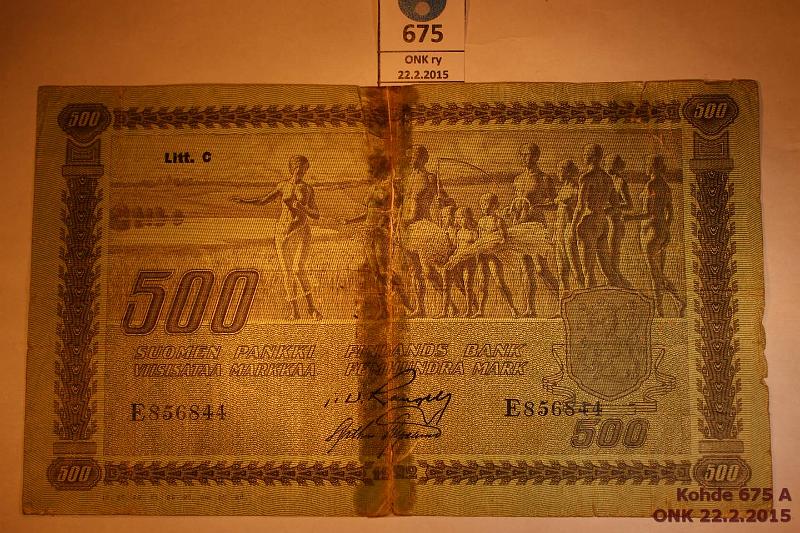 675
ONK ry
22.2.2015
500 500
Litt. C
500
SUOMEN PANKKI FINLANDS BANK
VIISISATAA MARKKAA FEMHUNDRA MARK
E856844 E856844
500
500 500
Kohde 675 A
ONK 22.2.2015